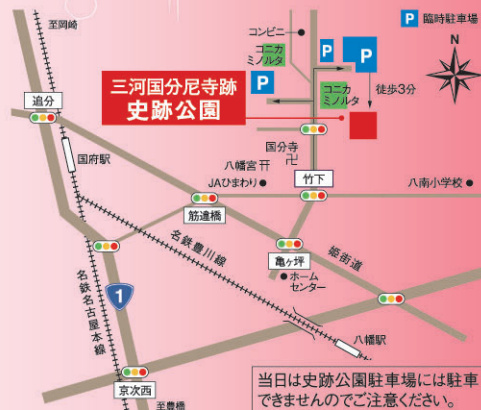 至岡崎
コンビニ
コニカ
ミノルタ
P
P
P
P 臨時駐車場
N
追分
三河国分尼寺跡
史跡公園
コニカ
ミノルタ
徒歩3分
国府駅
国分寺
八幡宮
JAひまわり
竹下
八南小学校
筋違橋
名鉄豊川線
亀ヶ坪
姫街道
ホーム
センター
名鉄名古屋本線
1
八幡駅
京次西
至豊橋
当日は史跡公園駐車場には駐車
できませんのでご注意ください。